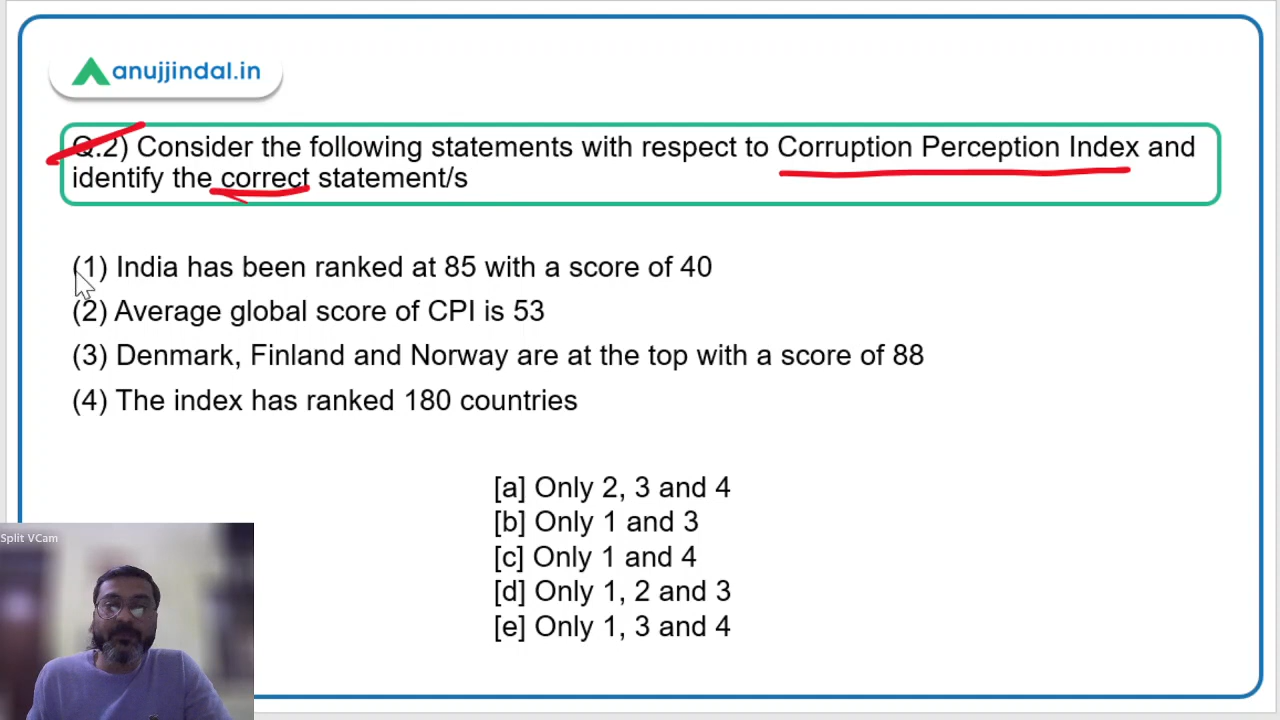 anujjindal.in
Q.2) Consider the following statements with respect to Corruption Perception Index and
identify the correct statement/s
(1) India has been ranked at 85 with a score of 40
(2) Average global score of CPI is 53
(3) Denmark, Finland and Norway are at the top with a score of 88
(4) The index has ranked 180 countries
[a] Only 2, 3 and 4
[b] Only 1 and 3
[c] Only 1 and 4
[d] Only 1, 2 and 3
[e] Only 1, 3 and 4
Split VCam